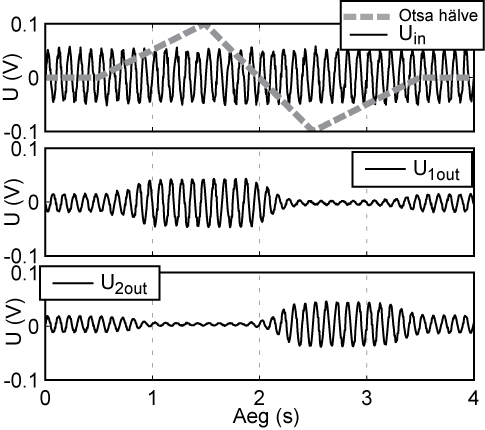 Otsa hälve
U_in
0.1
0
-0.1
U (V)
U_1out
0.1
0
-0.1
U (V)
U_2out
0.1
0
-0.1
U (V)
0 1 2 3 4
Aeg (s)